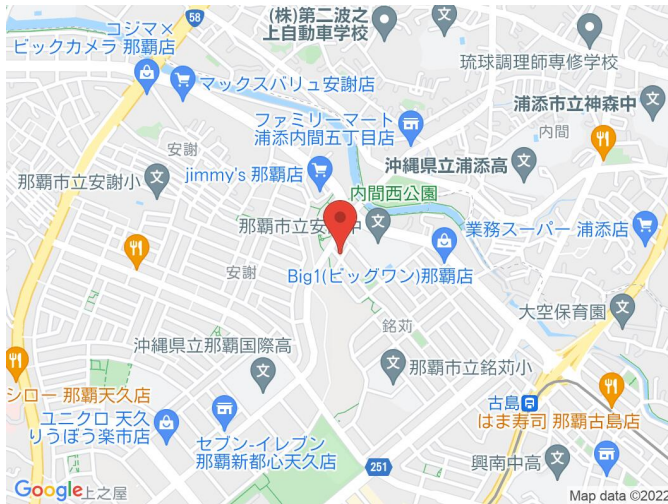 (株)第二波之
上自動車学校
58
コジマ×
ビックカメラ 那覇店
琉球調理師専修学校
マックスバリュ安謝店
浦添市立神森中
ファミリーマート
浦添内間五丁目店
内間
安謝
沖縄県立浦添高
那覇市立安謝小
jimmy's 那覇店
内間西公園
那覇市立安
中
業務スーパー 浦添店
安謝
Big1(ビッグワン)那覇店
大空保育園
銘苅
沖縄県立那覇国際高
那覇市立銘苅小
シロー 那覇天久店
古島
はま寿司 那覇古島店
ユニクロ 天久
りうぼう楽市店
セブン-イレブン
那覇新都心天久店
251
興南中高
Google
上之屋
Map data ©2022